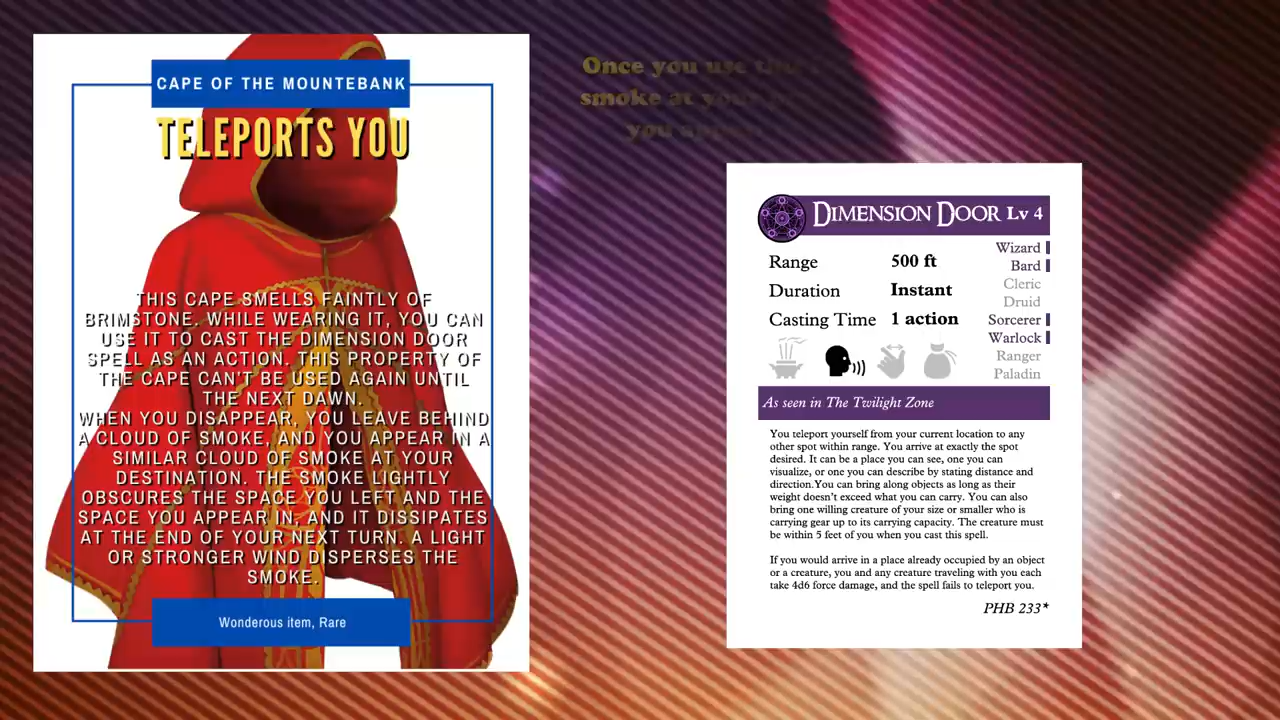 CAPE OF THE MOUNTEBANK
TELEPORTS YOU
THIS CAPE SMELLS FAINTLY OF
BRIMSTONE. WHILE WEARING IT, YOU CAN
USE IT TO CAST THE DIMENSION DOOR
SPELL AS AN ACTION. THIS PROPERTY OF
THE CAPE CAN'T BE USED AGAIN UNTIL
THE NEXT DAWN.
WHEN YOU DISAPPEAR, YOU LEAVE BEHIND
A CLOUD OF SMOKE, AND YOU APPEAR IN A
SIMILAR CLOUD OF SMOKE AT YOUR
DESTINATION. THE SMOKE LIGHTLY
OBSCURES THE SPACE YOU LEFT AND THE
SPACE YOU APPEAR IN, AND IT DISSIPATES
AT THE END OF YOUR NEXT TURN. A LIGHT
OR STRONGER WIND DISPERSES THE
SMOKE.
Wonderous item, Rare
Once you use
smoke at
you
DIMENSION DOOR Lv 4
Range 500 ft
Duration Instant
Casting Time 1 action
Wizard
Bard
Cleric
Druid
Sorcerer
Warlock
Ranger
Paladin
As seen in The Twilight Zone
You teleport yourself from your current location to any
other spot within range. You arrive at exactly the spot
desired. It can be a place you can see, one you can
visualize, or one you can describe by stating distance and
direction.You can bring along objects as long as their
weight doesn't exceed what you can carry. You can also
bring one willing creature of your size or smaller who is
carrying gear up to its carrying capacity. The creature must
be within 5 feet of you when you cast this spell.
If you would arrive in a place already occupied by an object
or a creature, you and any creature traveling with you each
take 4d6 force damage, and the spell fails to teleport you.
PHB 233*